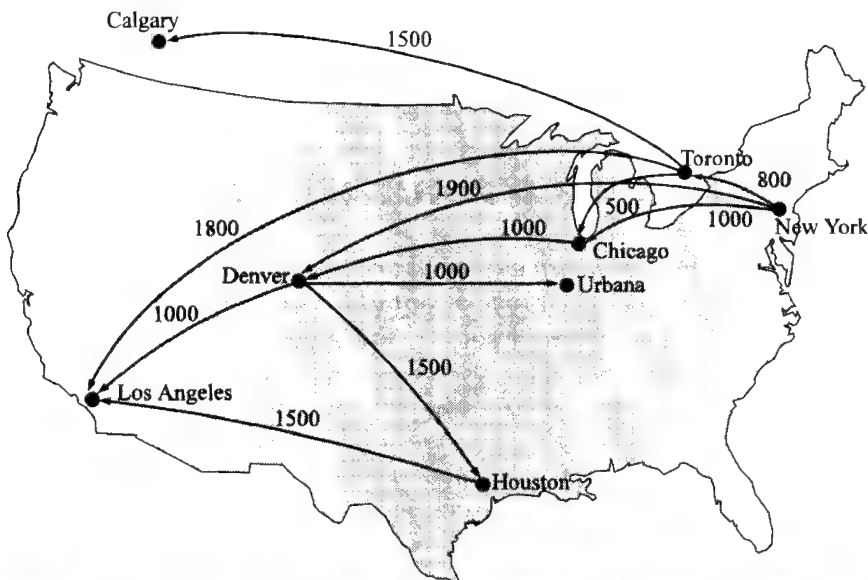 Calgary
1500
Toronto
1900
800
500
1000
New York
1800
1000
Chicago
Denver
1000
Urbana
1000
1500
Los Angeles
1500
Houston